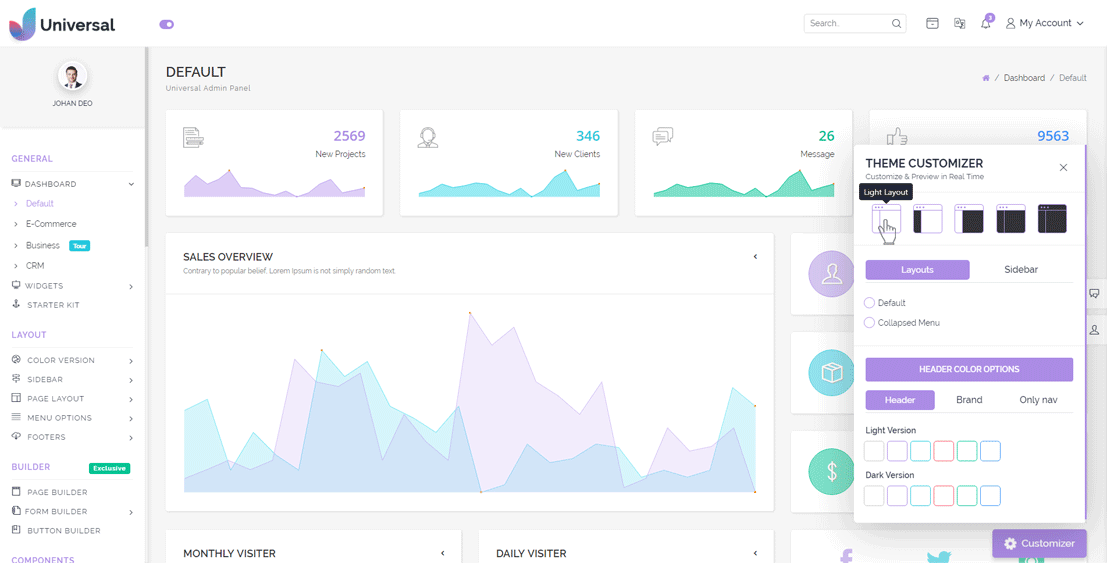 Universal
Search..
3
My Account
JOHAN DEO
GENERAL
DASHBOARD
Default
E-Commerce
Business Tour
CRM
WIDGETS
STARTER KIT
LAYOUT
COLOR VERSION
SIDEBAR
PAGE LAYOUT
MENU OPTIONS
FOOTERS
BUILDER Exclusive
PAGE BUILDER
FORM BUILDER
BUTTON BUILDER
COMPONENTS
DEFAULT
Universal Admin Panel
/ Dashboard / Default
2569
New Projects
346
New Clients
26
Message
9563
SALES OVERVIEW
Contrary to popular belief, Lorem Ipsum is not simply random text
MONTHLY VISITER
DAILY VISITER
THEME CUSTOMIZER
Customize & Preview in Real Time
Light Layout
Layouts Sidebar
Default
Collapsed Menu
HEADER COLOR OPTIONS
Header Brand Only nav
Light Version
Dark Version
Customizer